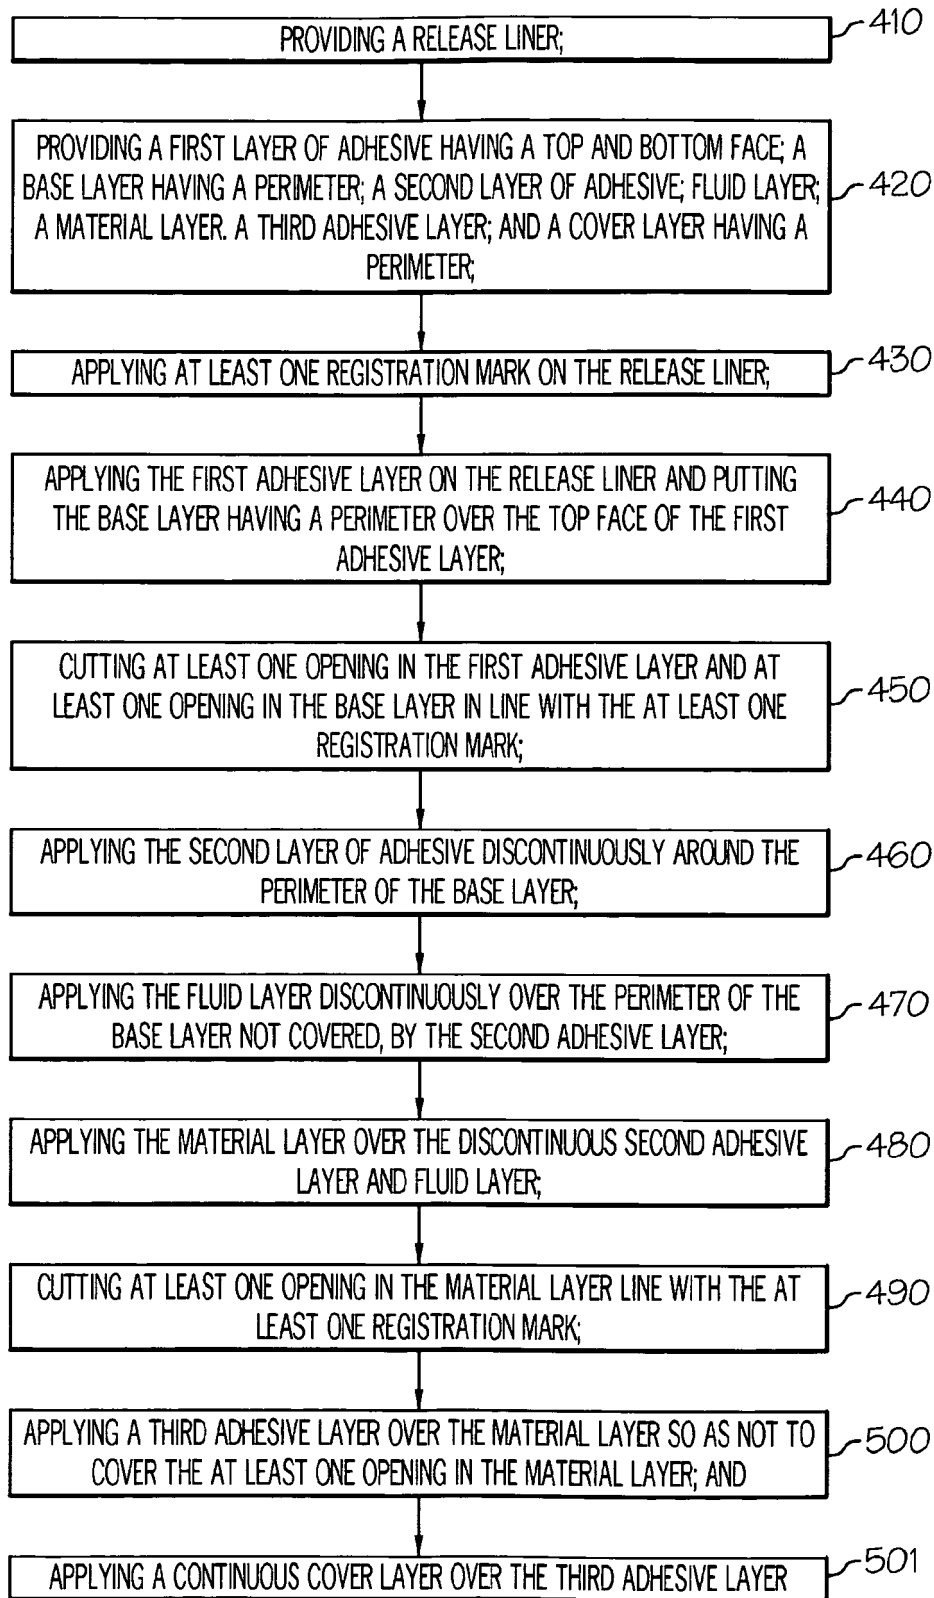 PROVIDING A RELEASE LINER;
410
PROVIDING A FIRST LAYER OF ADHESIVE HAVING A TOP AND BOTTOM FACE; A
BASE LAYER HAVING A PERIMETER; A SECOND LAYER OF ADHESIVE; FLUID LAYER;
A MATERIAL LAYER. A THIRD ADHESIVE LAYER; AND A COVER LAYER HAVING A
PERIMETER;
420
APPLYING AT LEAST ONE REGISTRATION MARK ON THE RELEASE LINER;
430
APPLYING THE FIRST ADHESIVE LAYER ON THE RELEASE LINER AND PUTTING
THE BASE LAYER HAVING A PERIMETER OVER THE TOP FACE OF THE FIRST
ADHESIVE LAYER;
440
CUTTING AT LEAST ONE OPENING IN THE FIRST ADHESIVE LAYER AND AT
LEAST ONE OPENING IN THE BASE LAYER IN LINE WITH THE AT LEAST ONE
REGISTRATION MARK;
450
APPLYING THE SECOND LAYER OF ADHESIVE DISCONTINUOUSLY AROUND THE
PERIMETER OF THE BASE LAYER;
460
APPLYING THE FLUID LAYER DISCONTINUOUSLY OVER THE PERIMETER OF THE
BASE LAYER NOT COVERED, BY THE SECOND ADHESIVE LAYER;
470
APPLYING THE MATERIAL LAYER OVER THE DISCONTINUOUS SECOND ADHESIVE
LAYER AND FLUID LAYER;
480
CUTTING AT LEAST ONE OPENING IN THE MATERIAL LAYER LINE WITH THE AT
LEAST ONE REGISTRATION MARK;
490
APPLYING A THIRD ADHESIVE LAYER OVER THE MATERIAL LAYER SO AS NOT TO
COVER THE AT LEAST ONE OPENING IN THE MATERIAL LAYER; AND
500
APPLYING A CONTINUOUS COVER LAYER OVER THE THIRD ADHESIVE LAYER
501